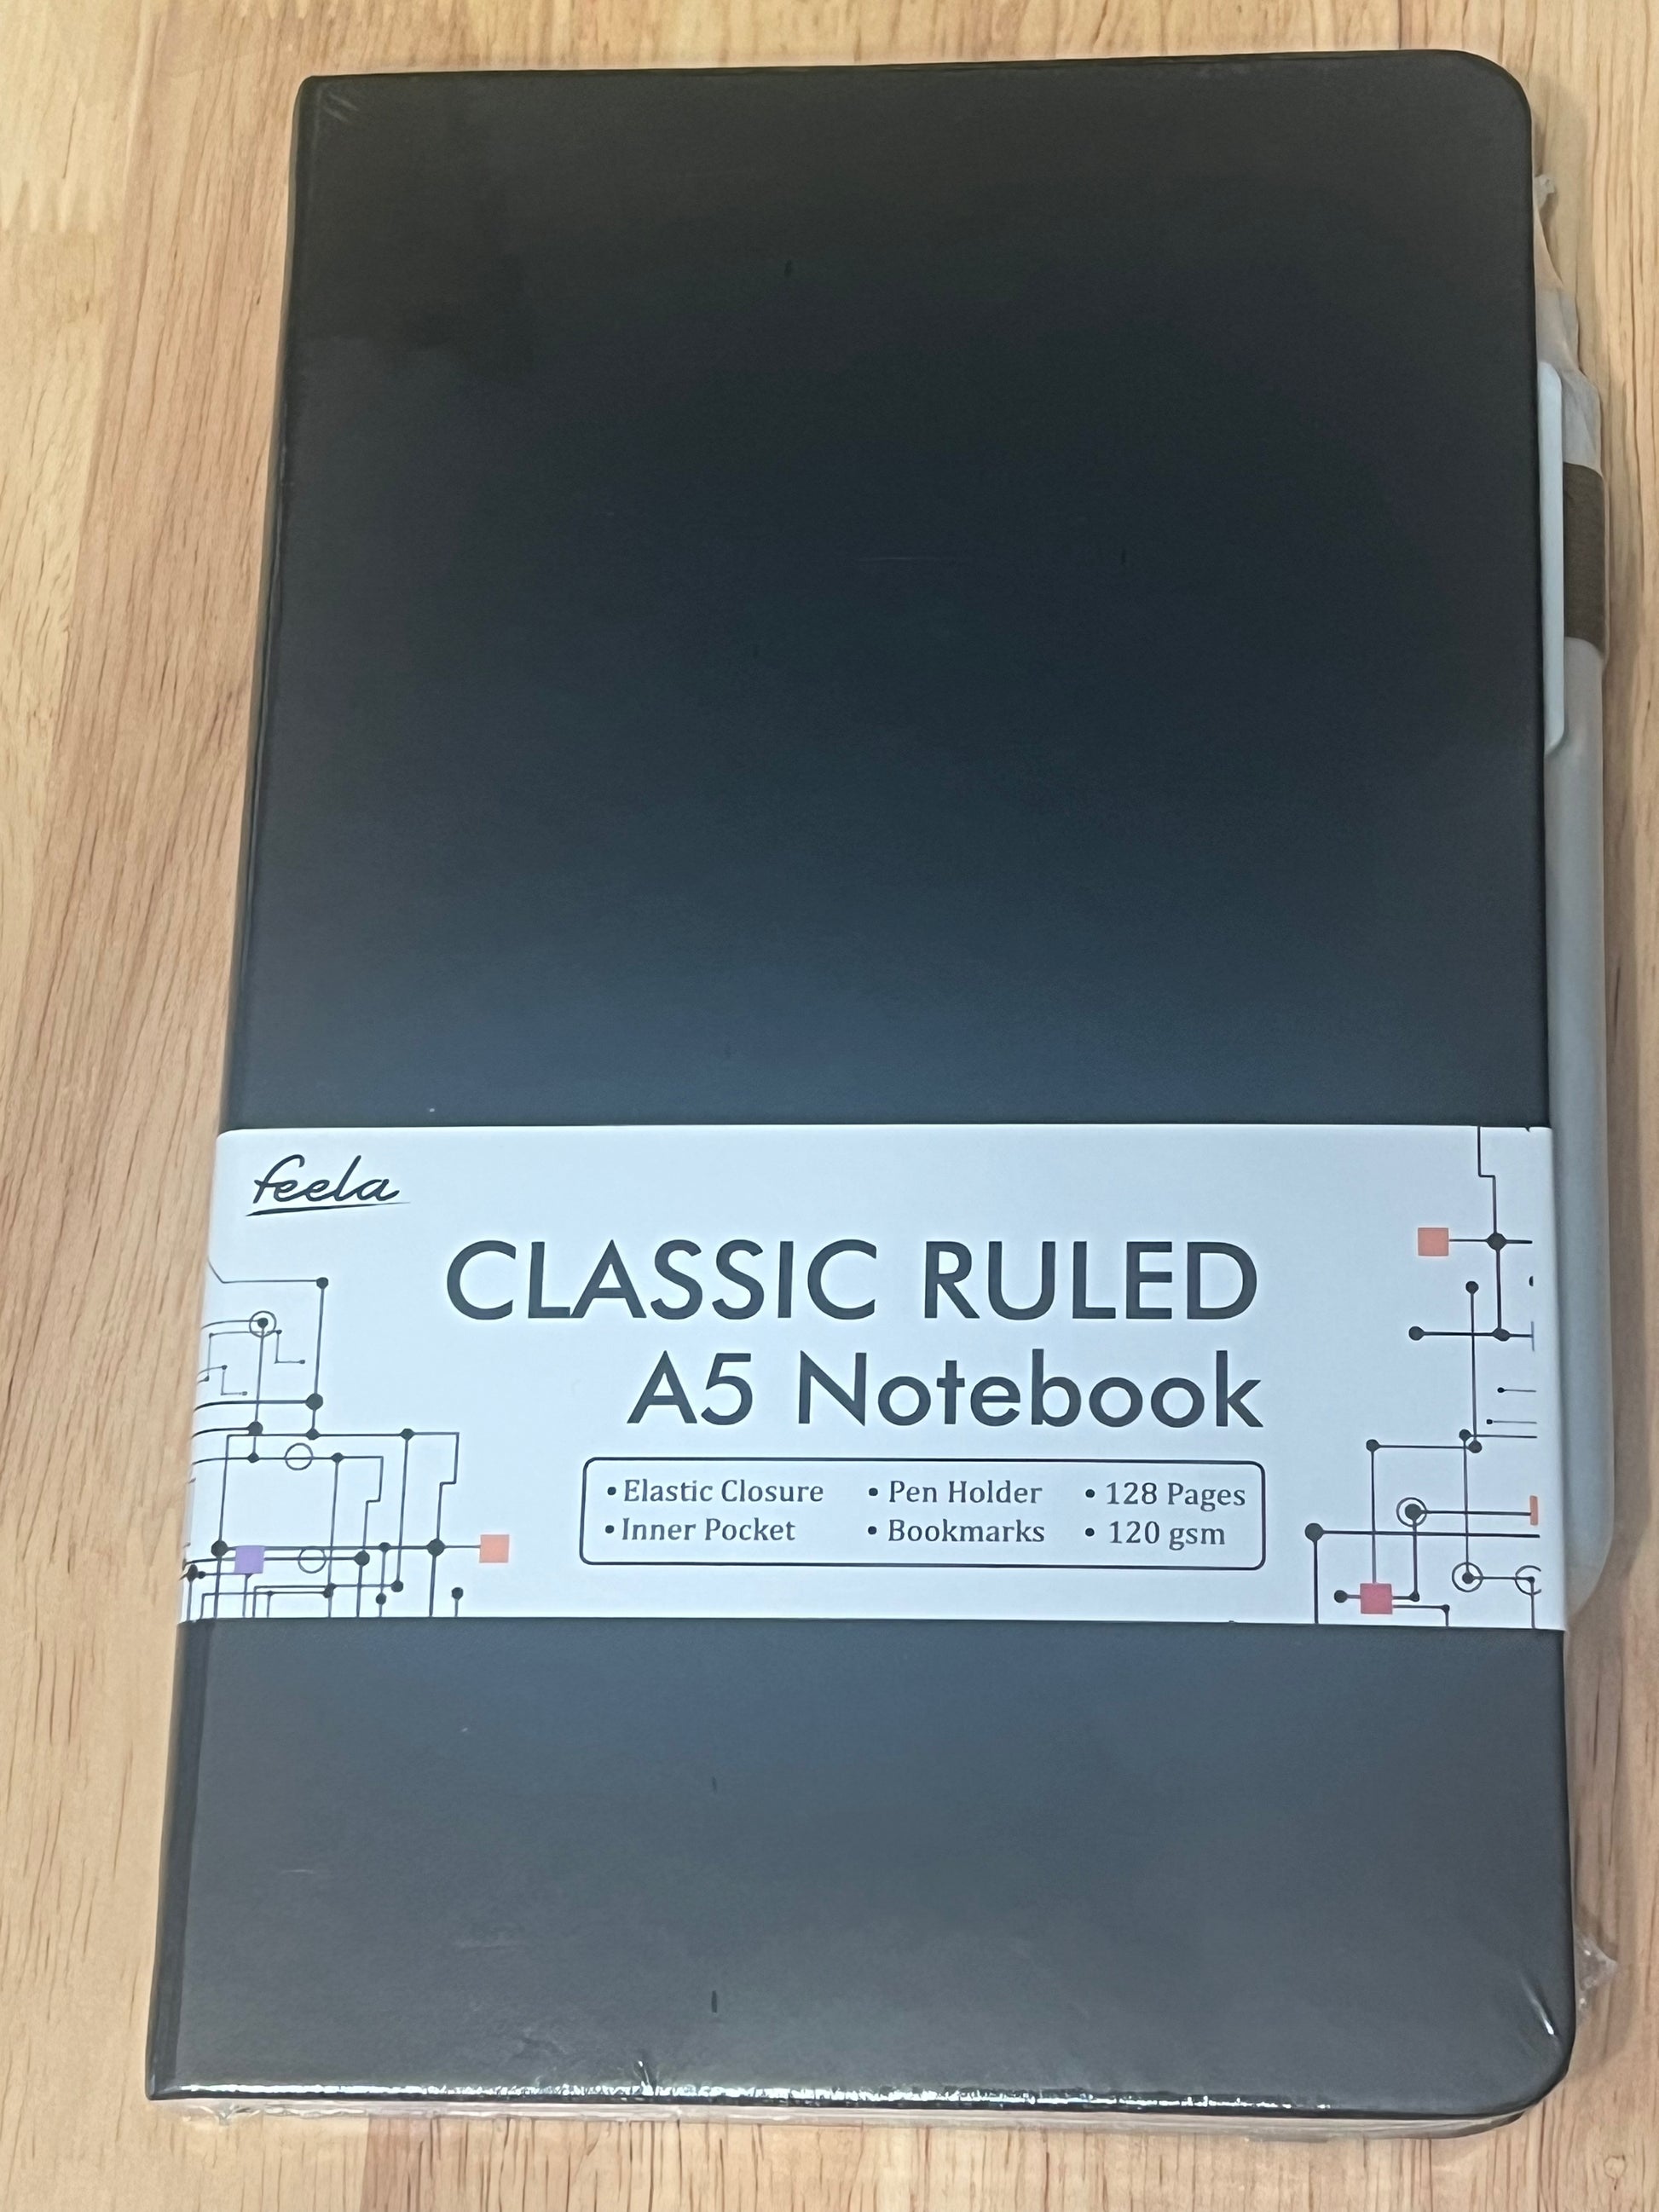 feela
CLASSIC RULED
A5 Notebook
• Elastic Closure • Pen Holder • 128 Pages
• Inner Pocket • Bookmarks • 120 gsm